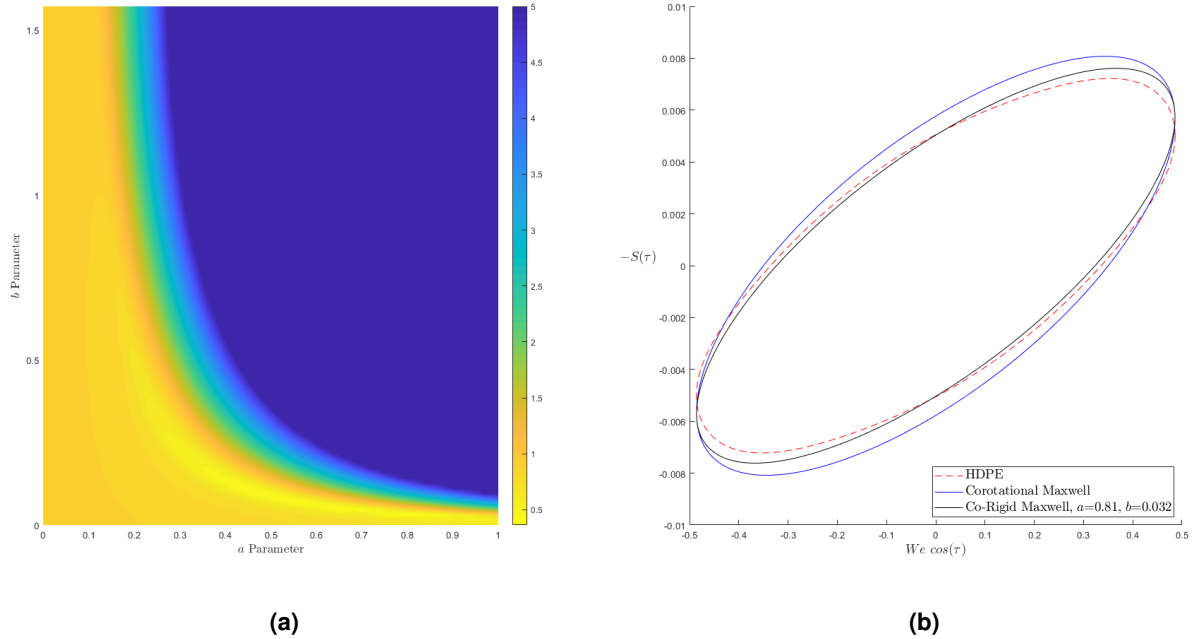 1.5
1
0.5
0
b Parameter
0 0.1 0.2 0.3 0.4 0.5 0.6 0.7 0.8 0.9 1
a Parameter
5
4.5
4
3.5
3
2.5
2
1.5
1
0.5
(a)
0.01
0.008
0.006
0.004
0.002
0
-0.002
-0.004
-0.006
-0.008
-0.01
−S(τ)
-0.5 -0.4 -0.3 -0.2 -0.1 0 0.1 0.2 0.3 0.4 0.5
We cos(τ)
HDPE
Corotational Maxwell
Co-Rigid Maxwell, a=0.81, b=0.032
(b)